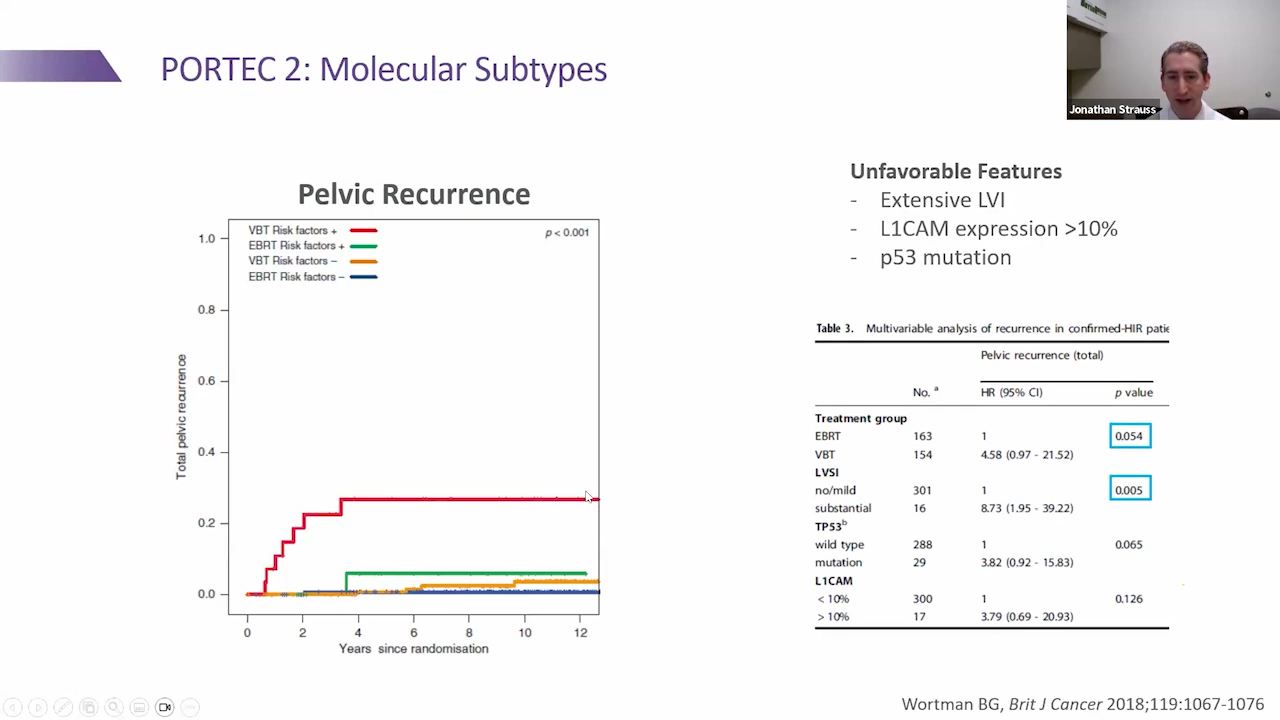 PORTEC 2: Molecular Subtypes
Jonathan Strauss
Pelvic Recurrence
VBT Risk factors +
EBRT Risk factors +
VBT Risk factors –
EBRT Risk factors –
p < 0.001
1.0
0.8
0.6
0.4
0.2
0.0
Total pelvic recurrence
0 2 4 6 8 10 12
Years since randomisation
Unfavorable Features
- Extensive LVI
- L1CAM expression >10%
- p53 mutation
Table 3. Multivariable analysis of recurrence in confirmed-HIR patie
Pelvic recurrence (total)
No. a HR (95% CI) p value
Treatment group
EBRT 163 1 0.054
VBT 154 4.58 (0.97 - 21.52)
LVSI
no/mild 301 1 0.005
substantial 16 8.73 (1.95 - 39.22)
TP53b
wild type 288 1 0.065
mutation 29 3.82 (0.92 - 15.83)
L1CAM
< 10% 300 1 0.126
> 10% 17 3.79 (0.69 - 20.93)
Wortman BG, Brit J Cancer 2018;119:1067-1076